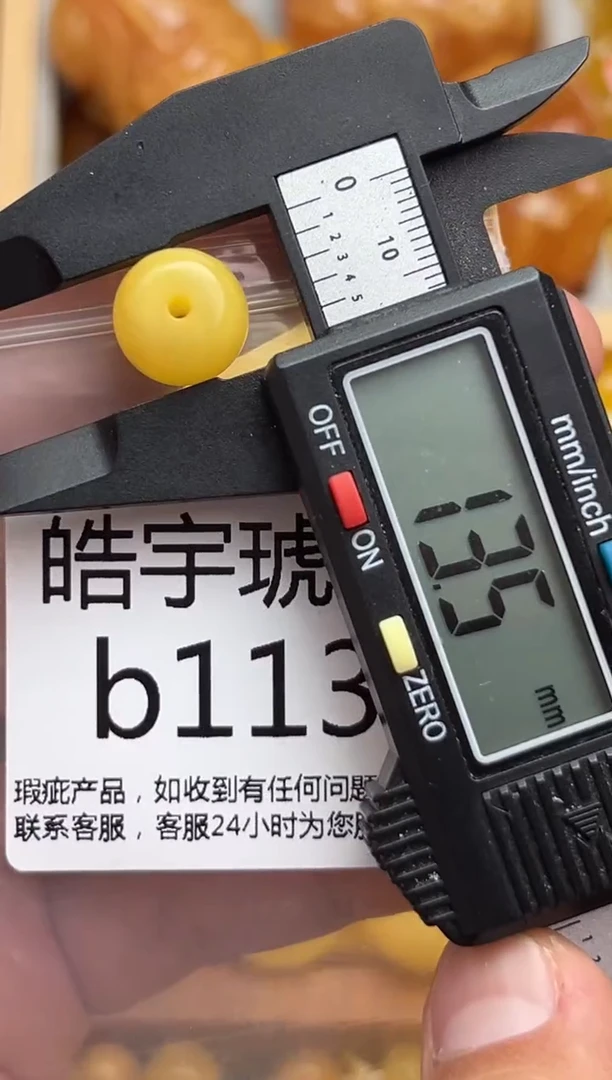 0
10
1 2 3 4 5
OFF
ON
ZERO
mm/inch
13.5
mm
皓宇琥
b113
瑕疵产品，如收到有任何问题
联系客服，客服24小时为您